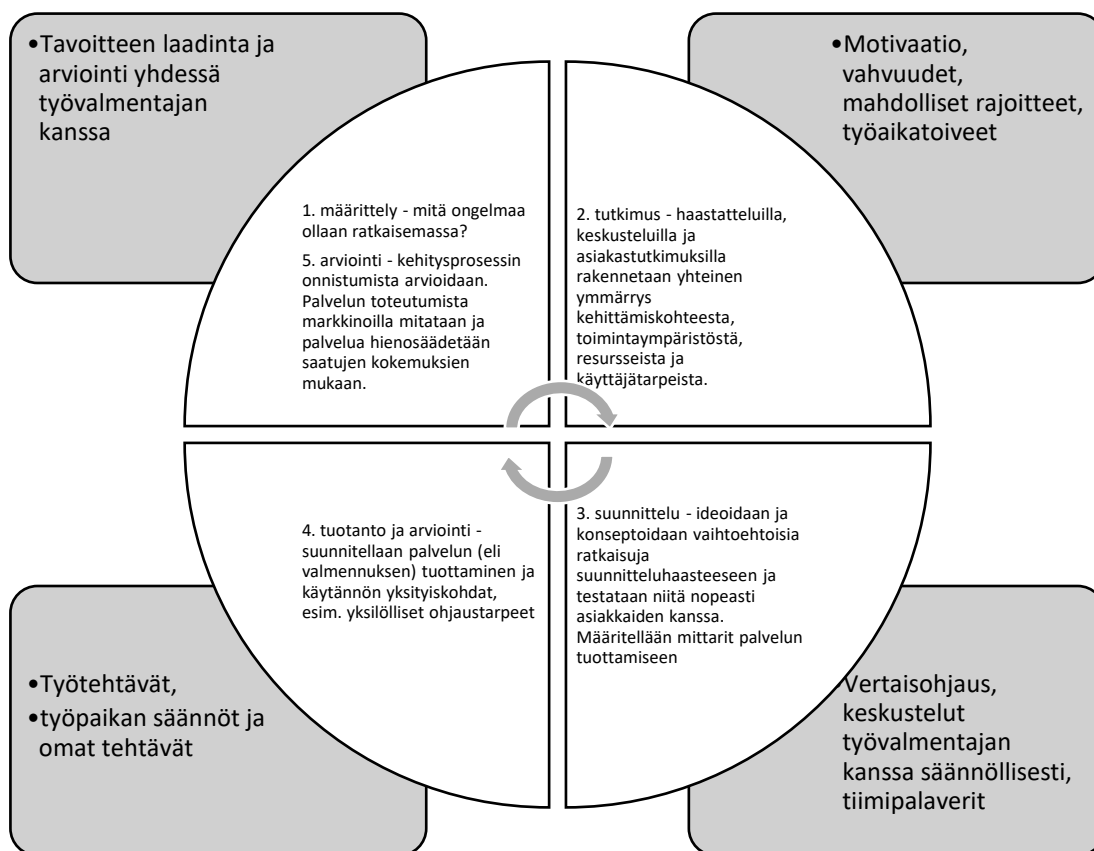 •Tavoitteen laadinta ja
arviointi yhdessä
työvalmentajan
kanssa
•Motivaatio,
vahvuudet,
mahdolliset rajoitteet,
työaikatoiveet
1. määrittely - mitä ongelmaa
ollaan ratkaisemassa?
5. arviointi - kehitysprosessin
onnistumista arvioidaan.
Palvelun toteutumista
markkinoilla mitataan ja
palvelua hienosäädetään
saatujen kokemuksien
mukaan.
2. tutkimus - haastatteluilla,
keskusteluilla ja
asiakastutkimuksilla
rakennetaan yhteinen
ymmärrys
kehittämiskohteesta,
toimintaympäristöstä,
resursseista ja
käyttäjätarpeista.
4. tuotanto ja arviointi -
suunnitellaan palvelun (eli
valmennuksen) tuottaminen ja
käytännön yksityiskohdat,
esim. yksilölliset ohjaustarpeet
3. suunnittelu - ideoidaan ja
konseptoidaan vaihtoehtoisia
ratkaisuja
suunnitteluhaasteeseen ja
testataan niitä nopeasti
asiakkaiden kanssa.
Määritellään mittarit palvelun
tuottamiseen
•Työtehtävät,
•työpaikan säännöt ja
omat tehtävät
•Vertaisohjaus,
keskustelut
työvalmentajan
kanssa säännöllisesti,
tiimipalaverit